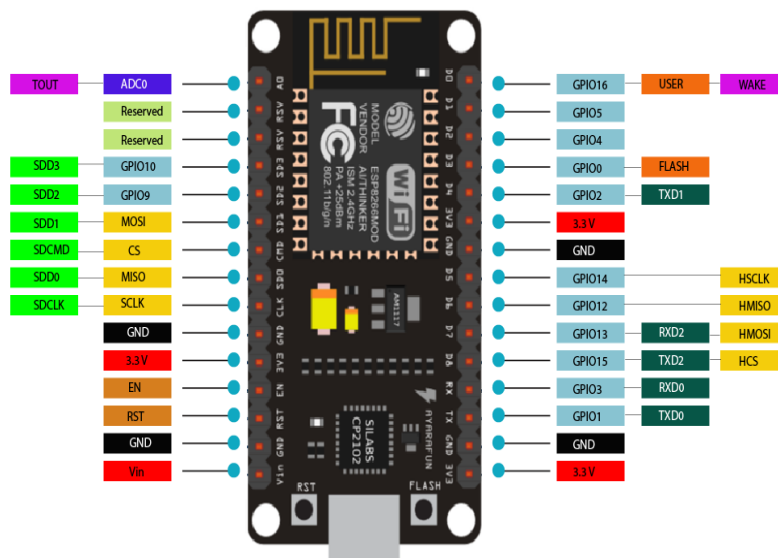 TOUT ADC0 A0 D0 GPIO16 USER WAKE
Reserved RSV D1 GPIO5
Reserved RSV D2 GPIO4
SDD3 GPIO10 SD3 D3 GPIO0 FLASH
SDD2 GPIO9 SD2 D4 GPIO2 TXD1
SDD1 MOSI SD1 3V3 3.3 V
SDCMD CS CMD GND GND
SDD0 MISO SD0 D5 GPIO14 HSCLK
SDCLK SCLK CLK D6 GPIO12 HMISO
GND GND D7 GPIO13 RXD2 HMOSI
3.3 V 3V3 D8 GPIO15 TXD2 HCS
EN EN RX GPIO3 RXD0
RST RST TX GPIO1 TXD0
GND GND GND GND
Vin Vin 3V3 3.3 V
MODEL ESP8266MOD
VENDOR AI/THINKER
ISM 2.4GHz
PA +25dBm
802.11b/g/n
FC
Wi Fi
AM1117
AYARAFUN
SILABS
CP2102
RST
FLASH